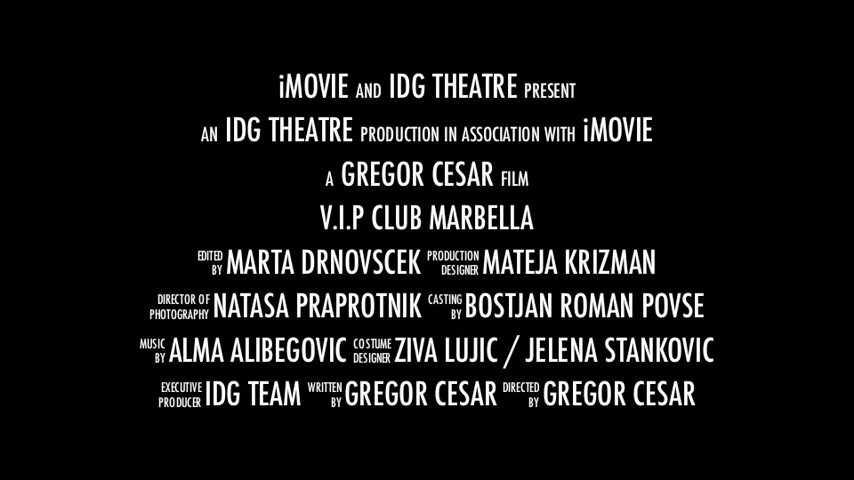 iMOVIE AND IDG THEATRE PRESENT
AN IDG THEATRE PRODUCTION IN ASSOCIATION WITH iMOVIE
A GREGOR CESAR FILM
V.I.P CLUB MARBELLA
EDITED BY MARTA DRNOVSCEK PRODUCTION DESIGNER MATEJA KRIZMAN
DIRECTOR OF PHOTOGRAPHY NATASA PRAPROTNIK CASTING BY BOSTJAN ROMAN POVSE
MUSIC BY ALMA ALIBEGOVIC COSTUME DESIGNER ZIVA LUJIC / JELENA STANKOVIC
EXECUTIVE PRODUCER IDG TEAM WRITTEN BY GREGOR CESAR DIRECTED BY GREGOR CESAR